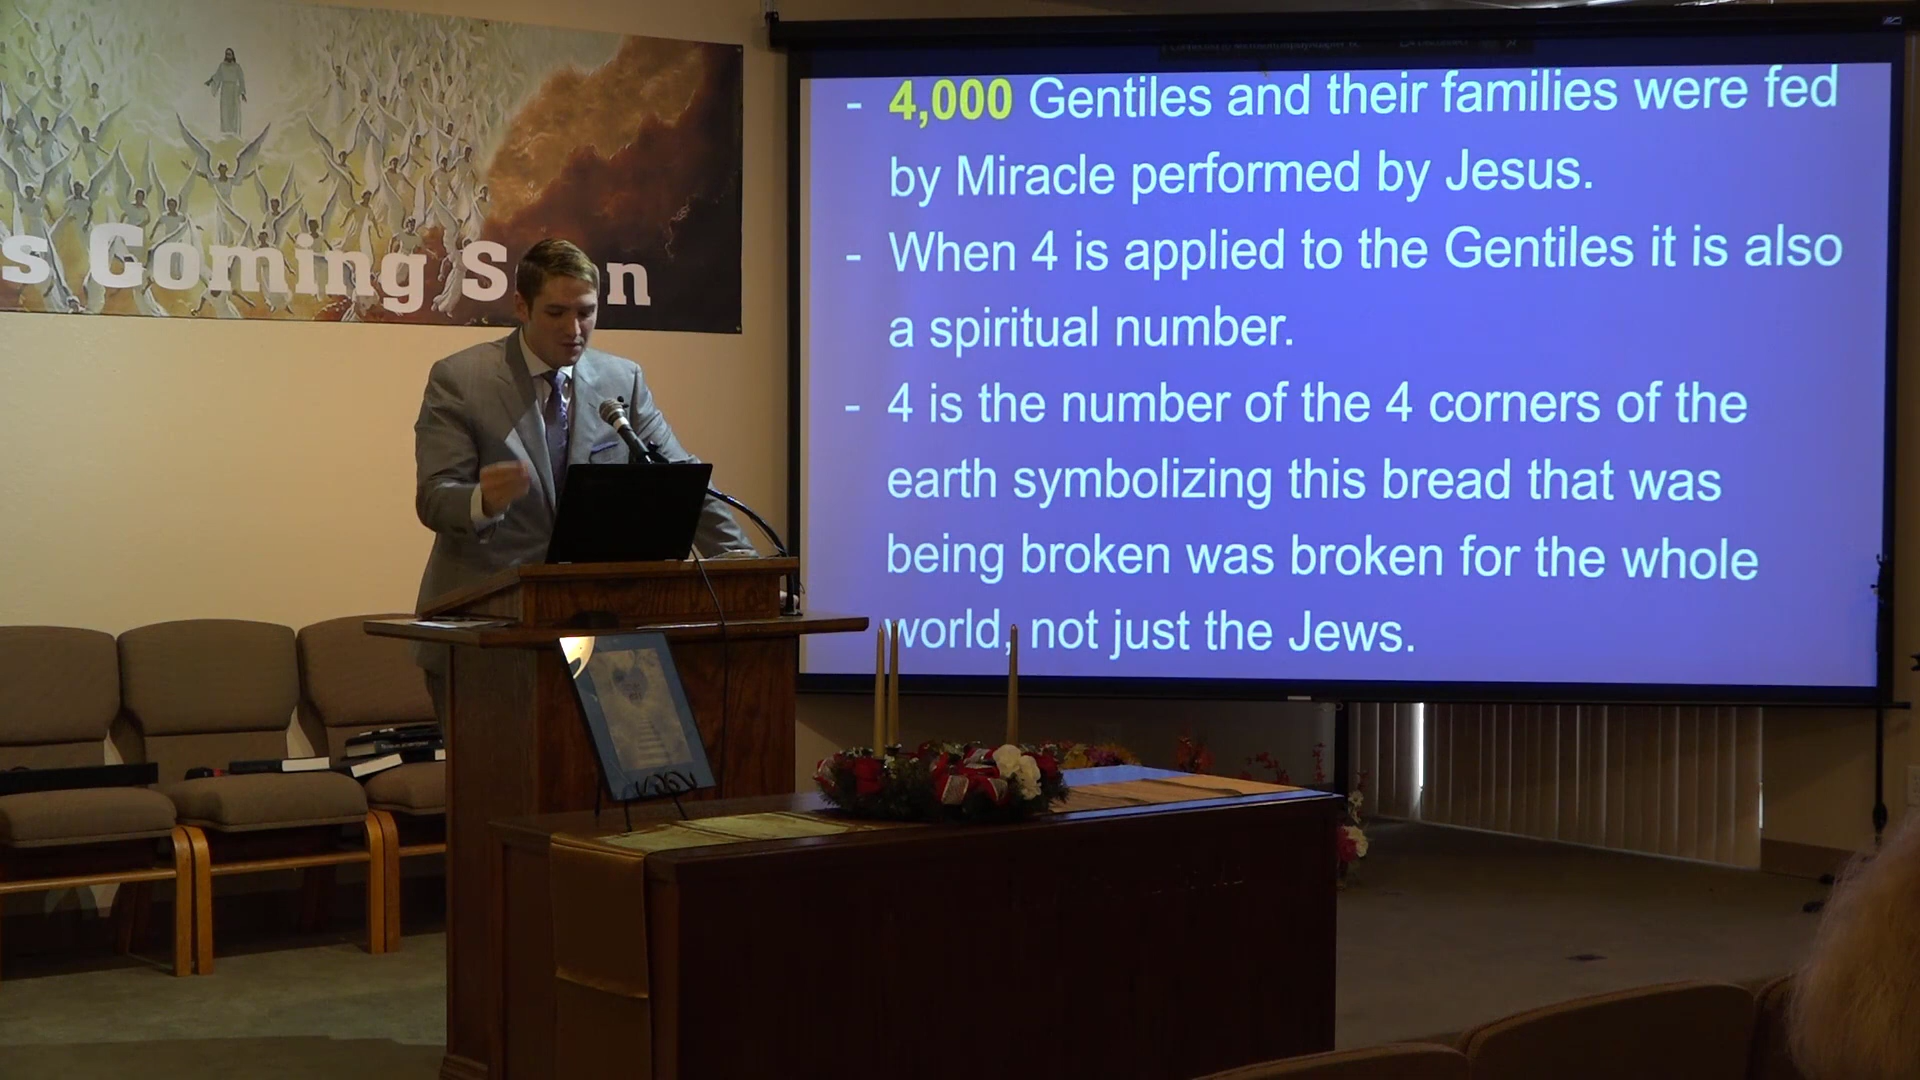 s Coming S n
- 4,000 Gentiles and their families were fed
by Miracle performed by Jesus.
- When 4 is applied to the Gentiles it is also
a spiritual number.
- 4 is the number of the 4 corners of the
earth symbolizing this bread that was
being broken was broken for the whole
world, not just the Jews.